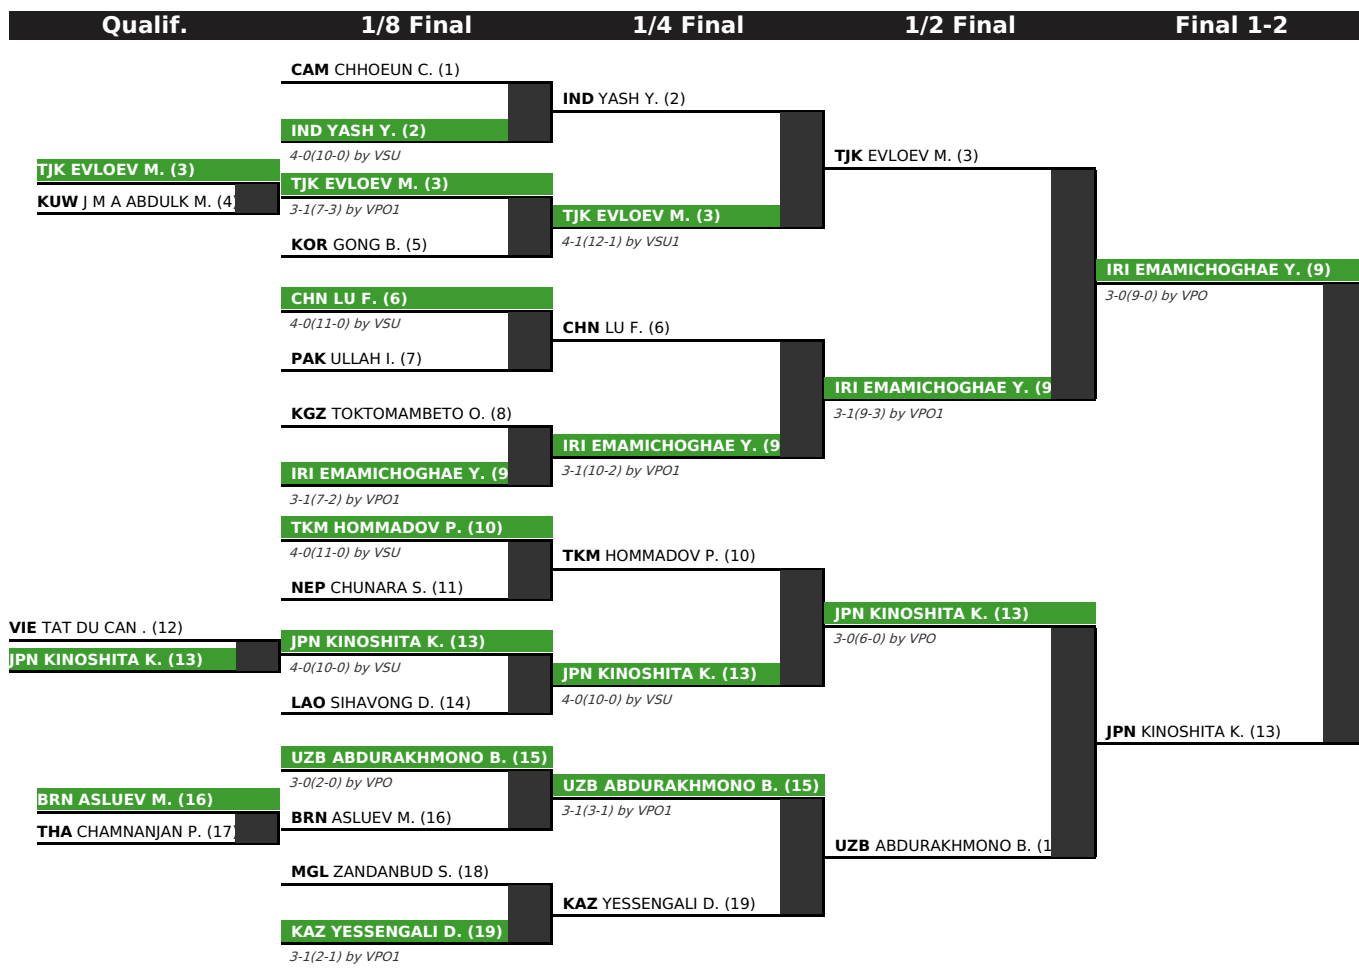 Qualif. 1/8 Final 1/4 Final 1/2 Final Final 1-2
CAM CHHOEUN C. (1)
IND YASH Y. (2)
IND YASH Y. (2)
4-0(10-0) by VSU
TJK EVLOEV M. (3)
TJK EVLOEV M. (3)
KUW J M A ABDULK M. (4)
TJK EVLOEV M. (3)
3-1(7-3) by VPO1
TJK EVLOEV M. (3)
KOR GONG B. (5)
4-1(12-1) by VSU1
IRI EMAMICHOGHAE Y. (9)
3-0(9-0) by VPO
CHN LU F. (6)
4-0(11-0) by VSU
CHN LU F. (6)
PAK ULLAH I. (7)
IRI EMAMICHOGHAE Y. (9
3-1(9-3) by VPO1
KGZ TOKTOMAMBETO O. (8)
IRI EMAMICHOGHAE Y. (9
3-1(10-2) by VPO1
IRI EMAMICHOGHAE Y. (9
3-1(7-2) by VPO1
TKM HOMMADOV P. (10)
4-0(11-0) by VSU
TKM HOMMADOV P. (10)
NEP CHUNARA S. (11)
JPN KINOSHITA K. (13)
3-0(6-0) by VPO
VIE TAT DU CAN . (12)
JPN KINOSHITA K. (13)
JPN KINOSHITA K. (13)
4-0(10-0) by VSU
JPN KINOSHITA K. (13)
4-0(10-0) by VSU
LAO SIHAVONG D. (14)
JPN KINOSHITA K. (13)
UZB ABDURAKHMONO B. (15)
3-0(2-0) by VPO
UZB ABDURAKHMONO B. (15)
3-1(3-1) by VPO1
BRN ASLUEV M. (16)
BRN ASLUEV M. (16)
THA CHAMNANJAN P. (17)
UZB ABDURAKHMONO B. (1
MGL ZANDANBUD S. (18)
KAZ YESSENGALI D. (19)
KAZ YESSENGALI D. (19)
3-1(2-1) by VPO1